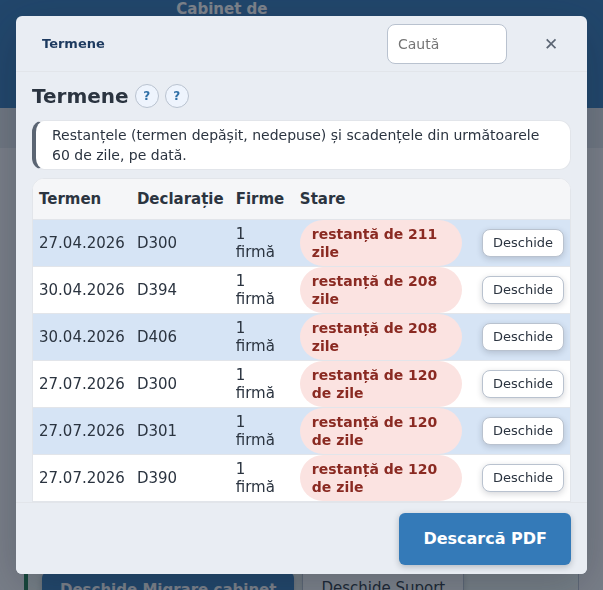 Cabinet de
Termene
Caută
✕
Termene ? ?
Restanțele (termen depășit, nedepuse) și scadențele din următoarele
60 de zile, pe dată.
Termen Declarație Firme Stare
27.04.2026 D300 1 firmă restanță de 211 zile Deschide
30.04.2026 D394 1 firmă restanță de 208 zile Deschide
30.04.2026 D406 1 firmă restanță de 208 zile Deschide
27.07.2026 D300 1 firmă restanță de 120 de zile Deschide
27.07.2026 D301 1 firmă restanță de 120 de zile Deschide
27.07.2026 D390 1 firmă restanță de 120 de zile Deschide
Descarcă PDF
Deschide Migrare cabinet Deschide Suport